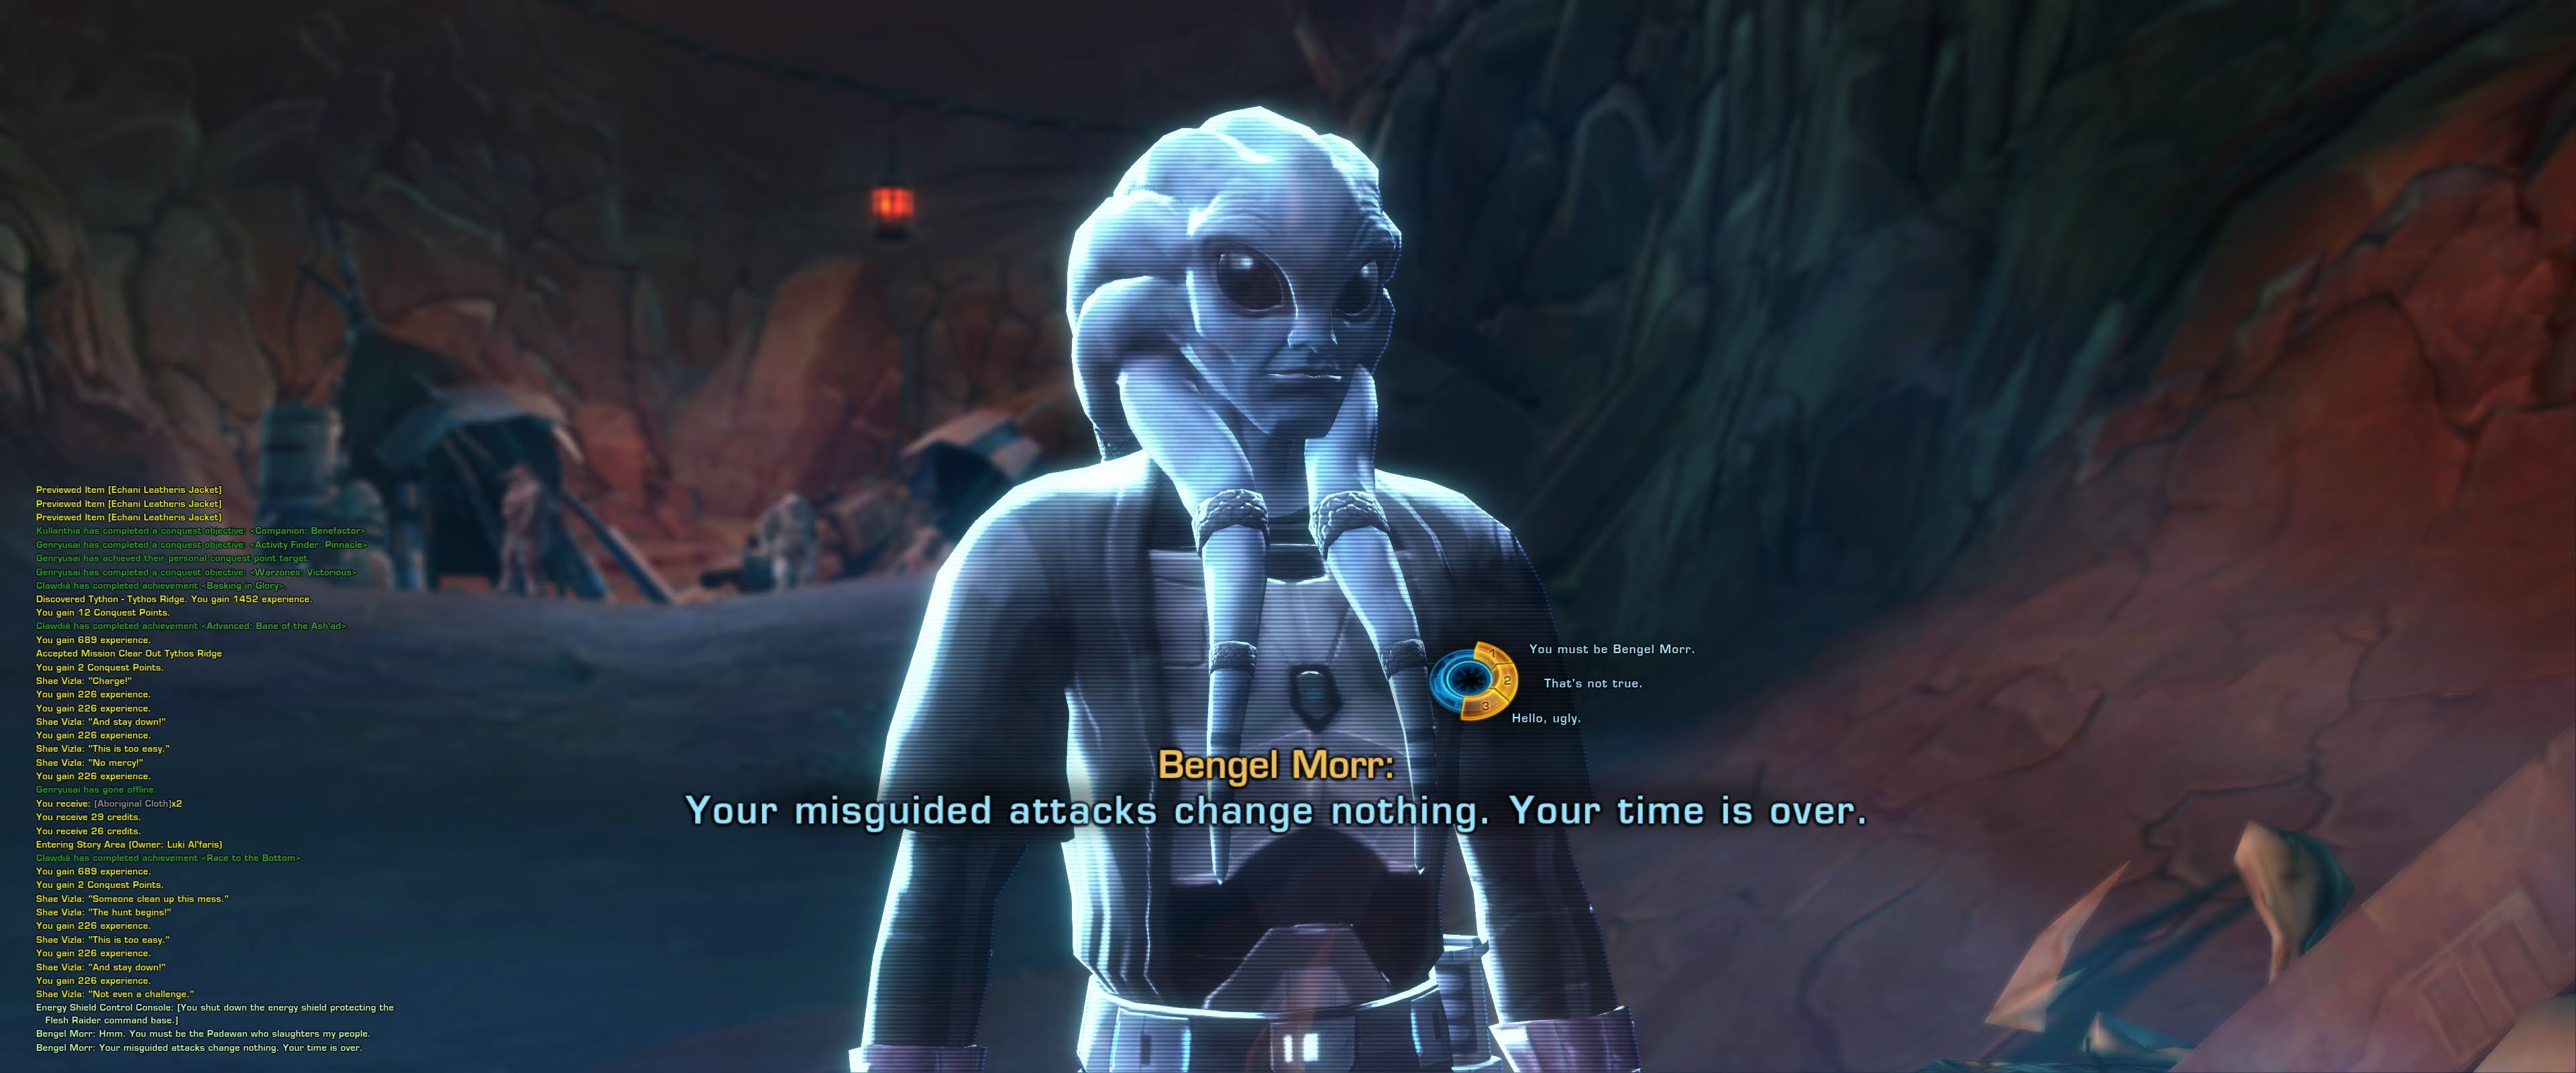 Previewed Item [Echani Leatheris Jacket]
Previewed Item [Echani Leatheris Jacket]
Previewed Item [Echani Leatheris Jacket]
Kullanthia has completed a conquest objective: <Companion: Benefactor>
Genryusai has completed a conquest objective: <Activity Finder: Pinnacle>
Genryusai has achieved their personal conquest point target.
Genryusai has completed a conquest objective: <Warzones: Victorious>
Clawdiâ has completed achievement <Basking in Glory>.
Discovered Tython - Tythos Ridge. You gain 1452 experience.
You gain 12 Conquest Points.
Clawdiâ has completed achievement <Advanced: Bane of the Ash'ad>.
You gain 689 experience.
Accepted Mission Clear Out Tythos Ridge
You gain 2 Conquest Points.
Shae Vizla: "Charge!"
You gain 226 experience.
You gain 226 experience.
Shae Vizla: "And stay down!"
You gain 226 experience.
Shae Vizla: "This is too easy."
Shae Vizla: "No mercy!"
You gain 226 experience.
Genryusai has gone offline.
You receive: [Aboriginal Cloth]x2
You receive 29 credits.
You receive 26 credits.
Entering Story Area (Owner: Luki Al'faris)
Clawdiâ has completed achievement <Race to the Bottom>.
You gain 689 experience.
You gain 2 Conquest Points.
Shae Vizla: "Someone clean up this mess."
Shae Vizla: "The hunt begins!"
You gain 226 experience.
Shae Vizla: "This is too easy."
You gain 226 experience.
Shae Vizla: "And stay down!"
You gain 226 experience.
Shae Vizla: "Not even a challenge."
Energy Shield Control Console: [You shut down the energy shield protecting the
Flesh Raider command base.]
Bengel Morr: Hmm. You must be the Padawan who slaughters my people.
Bengel Morr: Your misguided attacks change nothing. Your time is over.
1 You must be Bengel Morr.
2 That's not true.
3 Hello, ugly.
Bengel Morr:
Your misguided attacks change nothing. Your time is over.